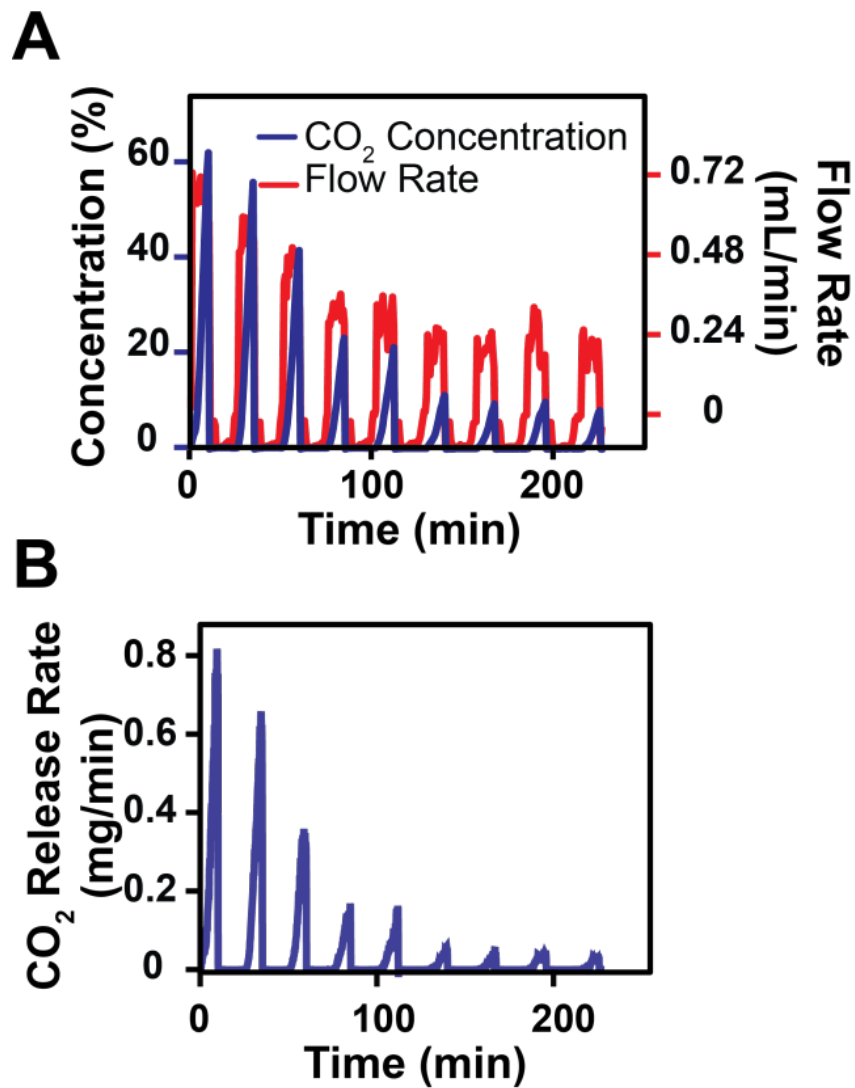 A
Concentration (%)
60
40
20
0
CO₂ Concentration
Flow Rate
0.72
0.48
0.24
0
Flow Rate
(mL/min)
0
100
200
Time (min)
B
CO₂ Release Rate
(mg/min)
0.8
0.6
0.4
0.2
0
0
100
200
Time (min)